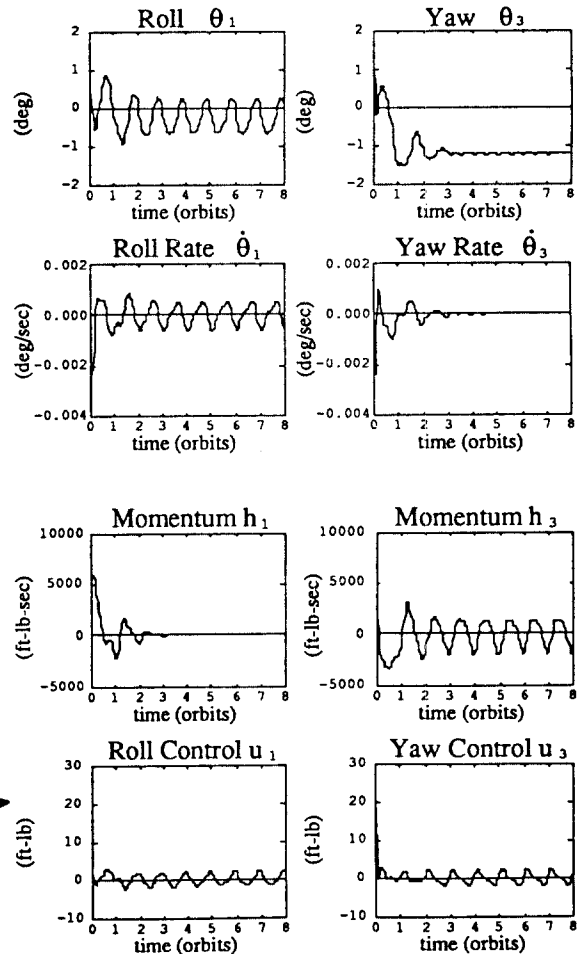 Roll θ1
2
1
0
-1
-2
(deg)
0 1 2 3 4 5 6 7 8
time (orbits)
Yaw θ3
2
1
0
-1
-2
(deg)
0 1 2 3 4 5 6 7 8
time (orbits)
Roll Rate θ̇1
0.002
0.000
-0.002
-0.004
(deg/sec)
0 1 2 3 4 5 6 7 8
time (orbits)
Yaw Rate θ̇3
0.002
0.000
-0.002
-0.004
(deg/sec)
0 1 2 3 4 5 6 7 8
time (orbits)
Momentum h1
10000
5000
0
-5000
(ft-lb-sec)
0 1 2 3 4 5 6 7 8
time (orbits)
Momentum h3
10000
5000
0
-5000
(ft-lb-sec)
0 1 2 3 4 5 6 7 8
time (orbits)
Roll Control u1
30
20
10
0
-10
(ft-lb)
0 1 2 3 4 5 6 7 8
time (orbits)
Yaw Control u3
30
20
10
0
-10
(ft-lb)
0 1 2 3 4 5 6 7 8
time (orbits)